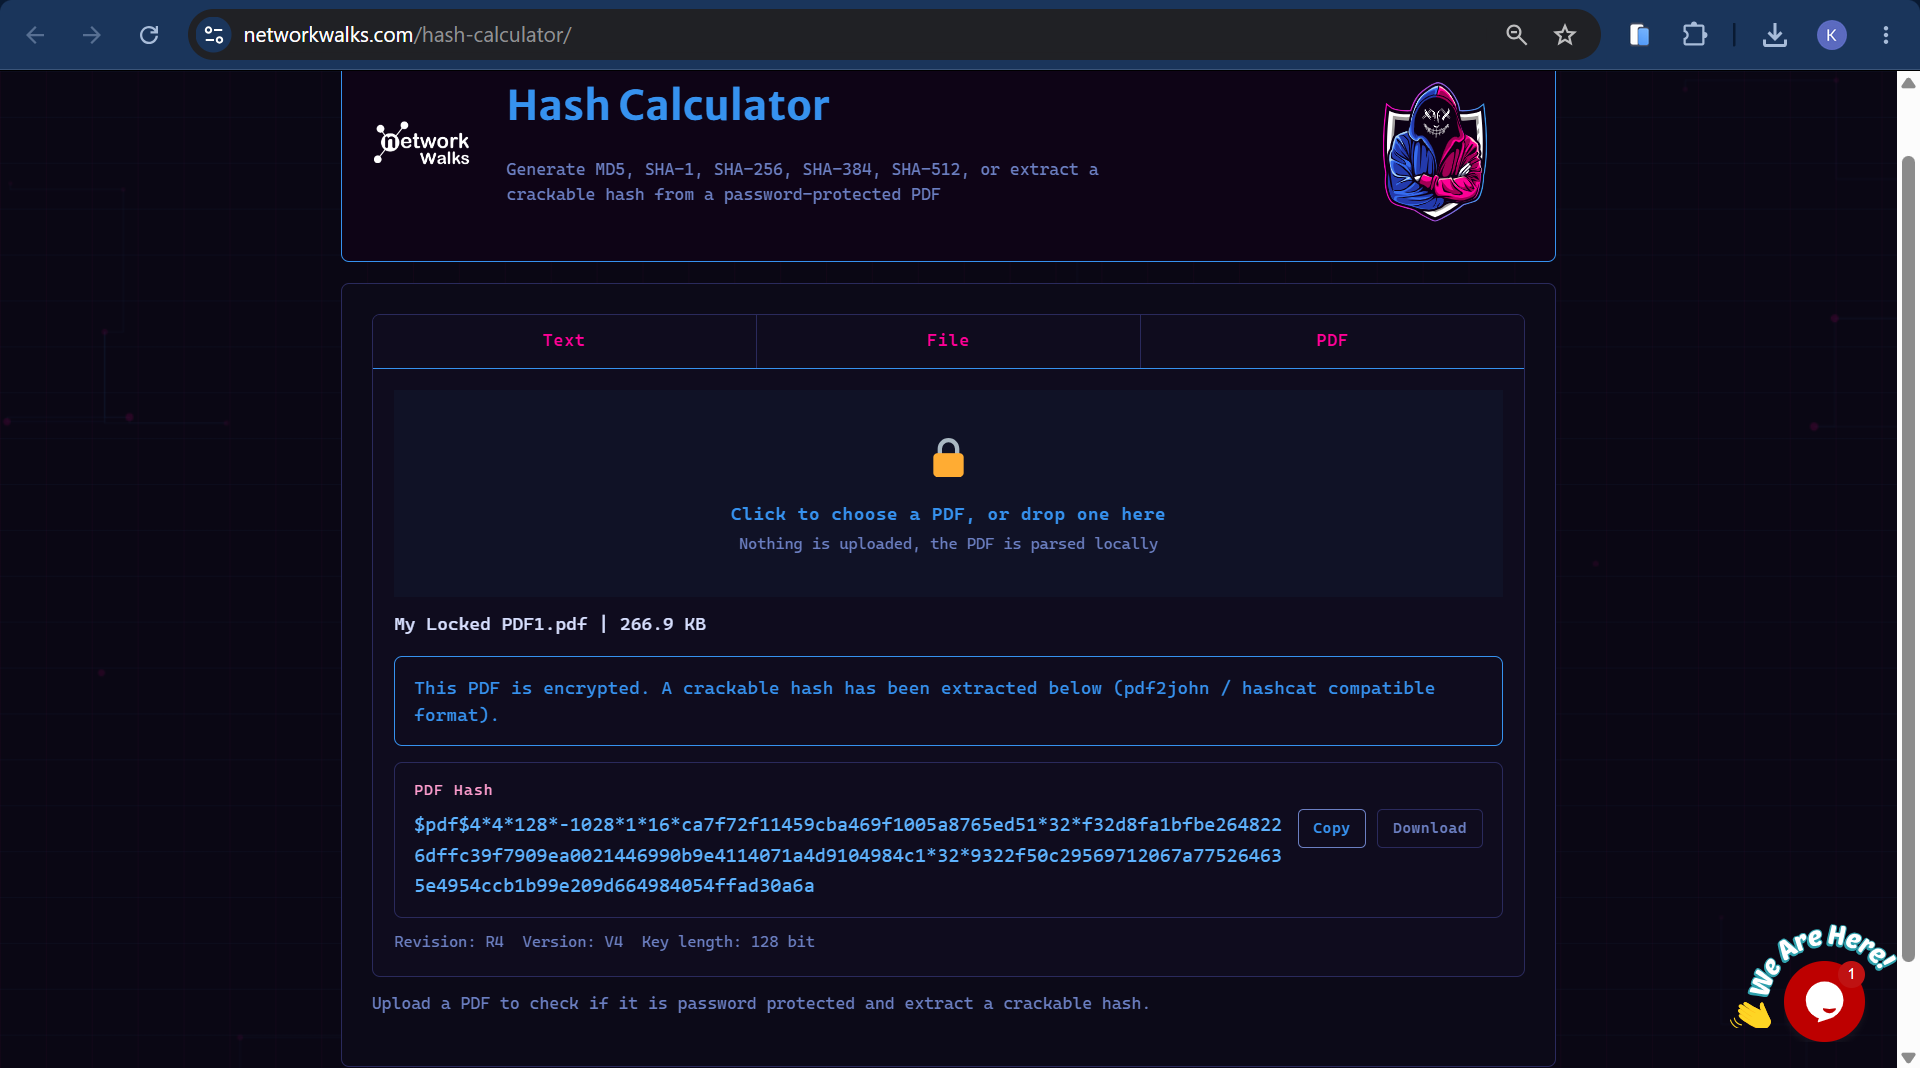 networkwalks.com/hash-calculator/
K
Hash Calculator
network
Walks
Generate MD5, SHA-1, SHA-256, SHA-384, SHA-512, or extract a
crackable hash from a password-protected PDF
Text
File
PDF
Click to choose a PDF, or drop one here
Nothing is uploaded, the PDF is parsed locally
My Locked PDF1.pdf | 266.9 KB
This PDF is encrypted. A crackable hash has been extracted below (pdf2john / hashcat compatible
format).
PDF Hash
$pdf$4*4*128*-1028*1*16*ca7f72f11459cba469f1005a8765ed51*32*f32d8fa1bfbe264822
6dffc39f7909ea0021446990b9e4114071a4d9104984c1*32*9322f50c29569712067a77526463
5e4954ccb1b99e209d664984054ffad30a6a
Copy
Download
Revision: R4 Version: V4 Key length: 128 bit
Upload a PDF to check if it is password protected and extract a crackable hash.
We Are Here!
1